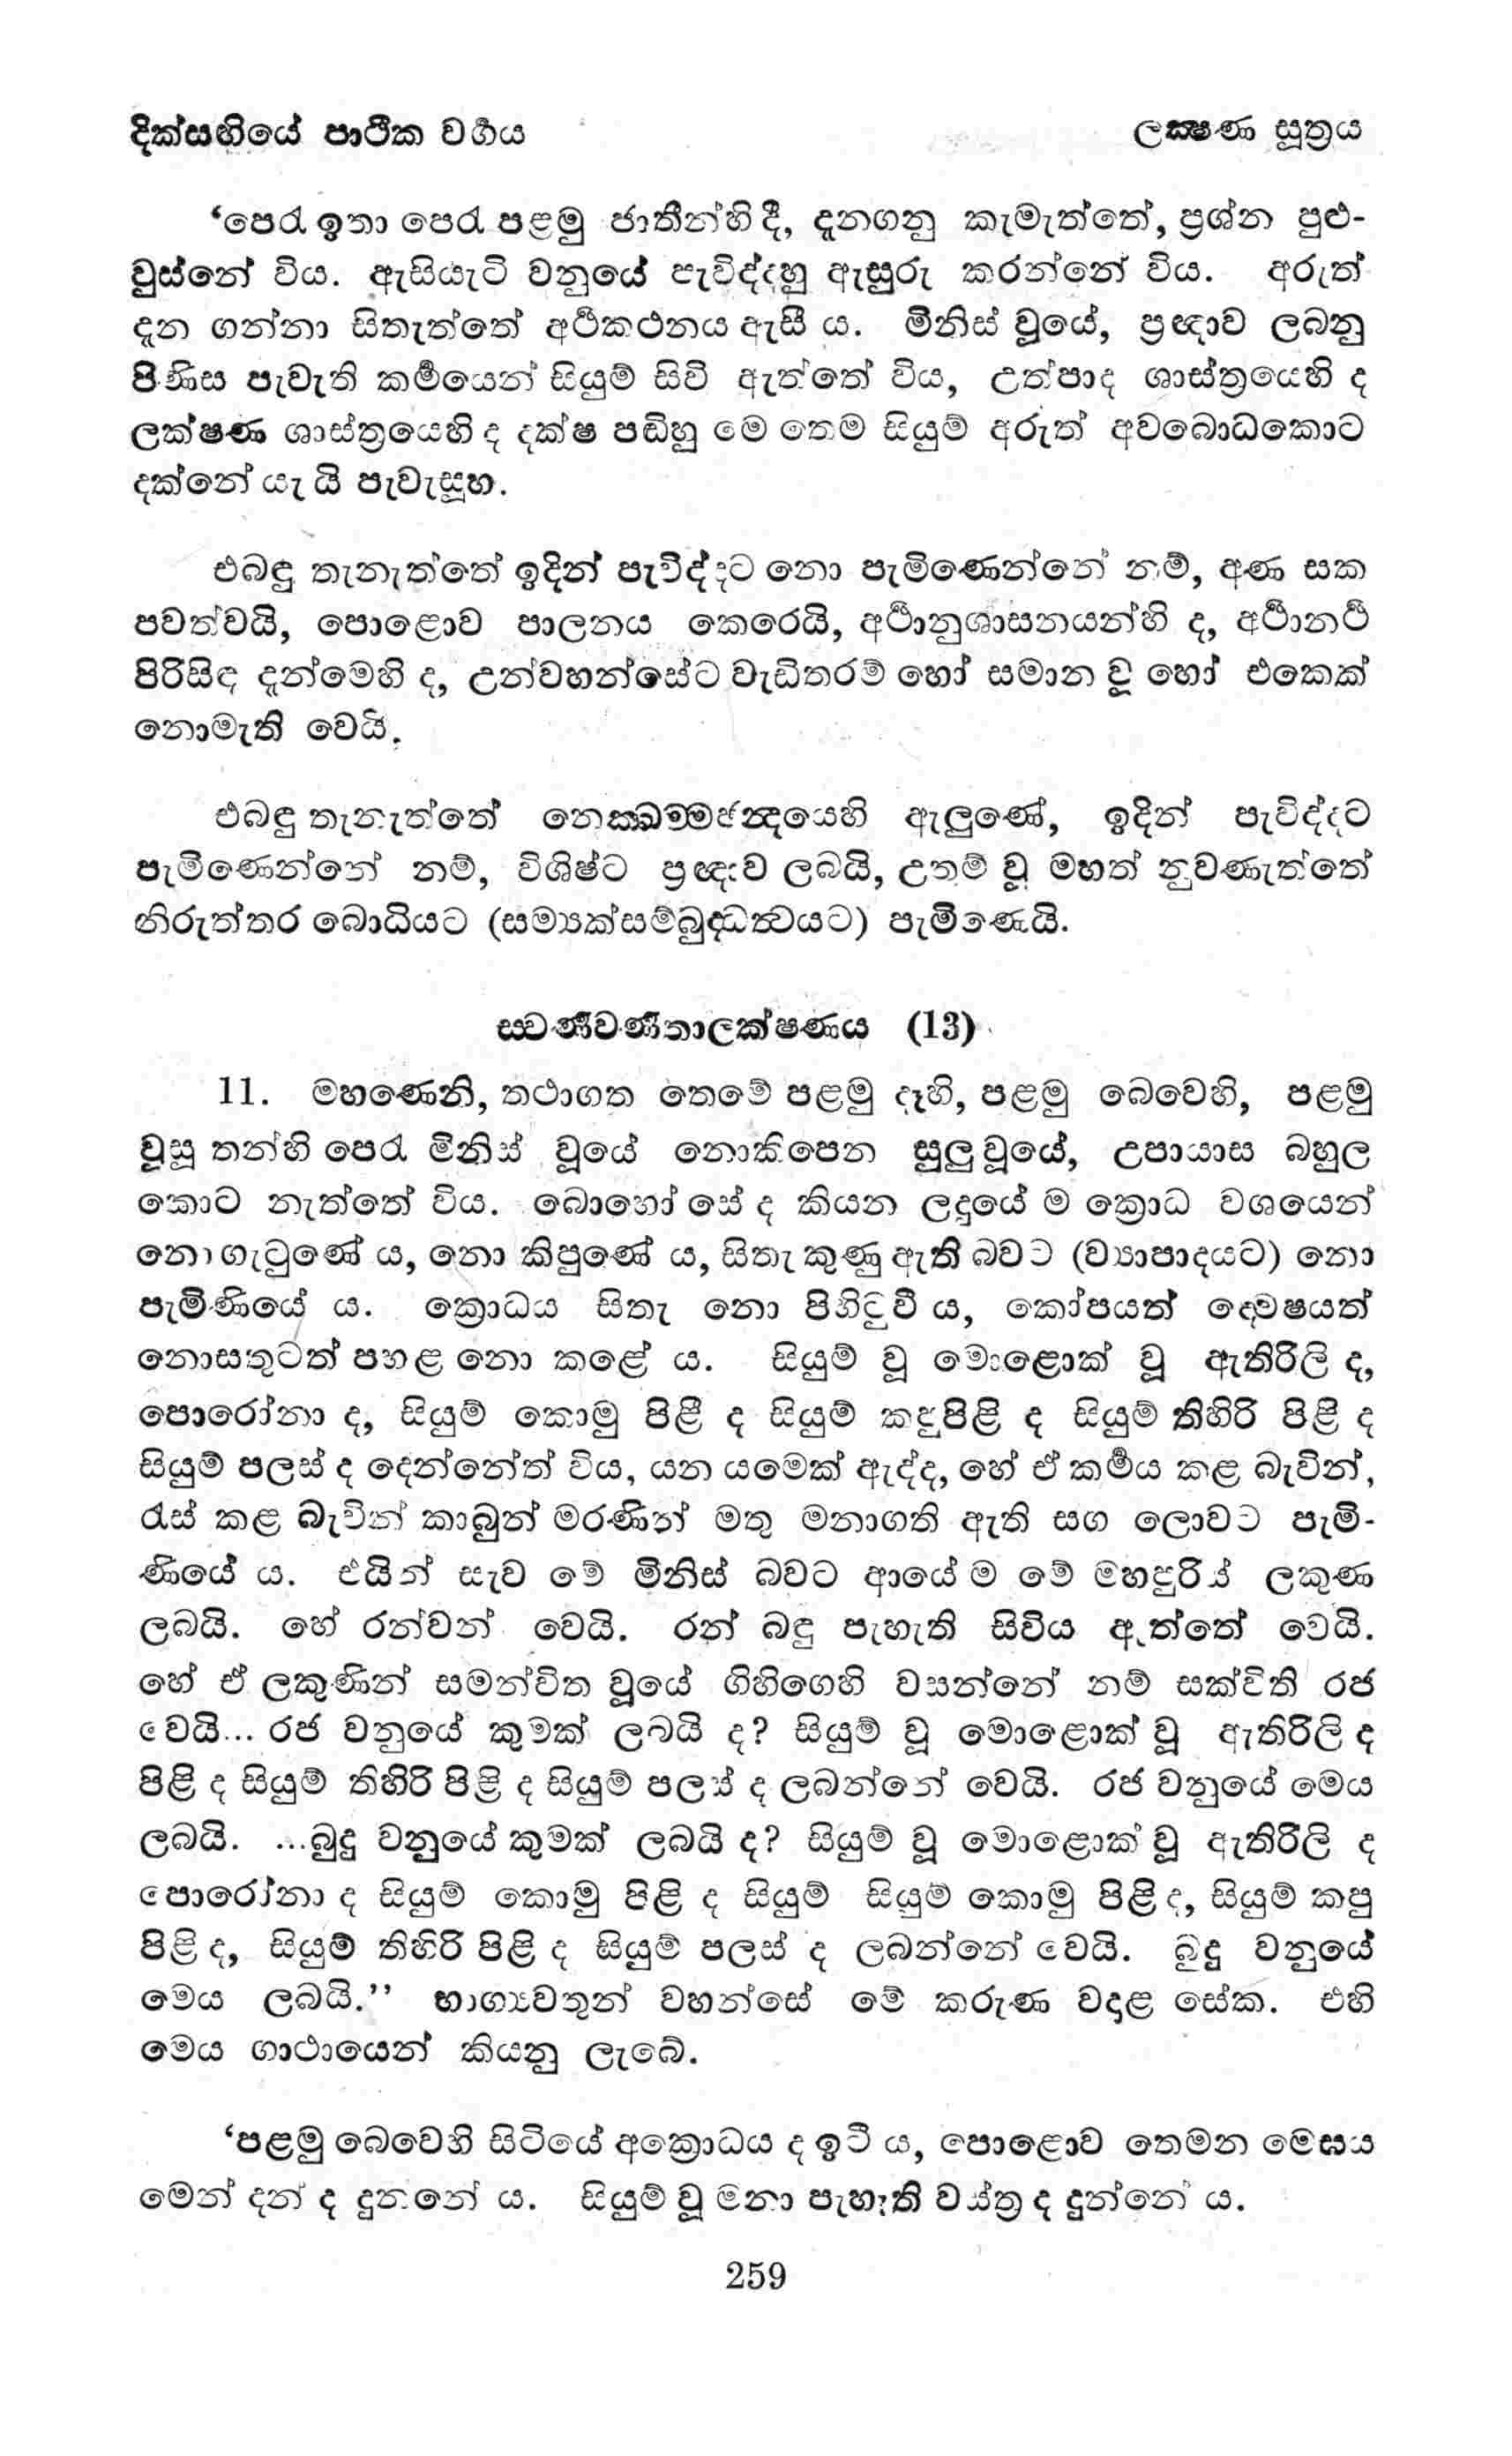 දික්සඟියේ පාථික වර්‍ගය
ලක්‍ෂණ සූත්‍රය
‘පෙරැ ඉතා පෙරැ පළමු ජාතීන්හි දී, දැනගනු කැමැත්තේ, ප්‍රශ්න පුළු-
වුස්නේ විය. ඇසියැටි වනුයේ පැවිද්දහු ඇසුරු කරන්නේ විය. අරුත්
දැන ගන්නා සිතැත්තේ අර්‍ථකථනය ඇසී ය. මිනිස් වූයේ, ප්‍රඥාව ලබනු
පිණිස පැවැති කර්‍මයෙන් සියුම් සිවි ඇත්තේ විය, උත්පාද ශාස්ත්‍රයෙහි ද
ලක්ෂණ ශාස්ත්‍රයෙහි ද දක්ෂ පඬිහු මෙ තෙම සියුම් අරුත් අවබොධකොට
දක්නේ යැ යි පැවැසූහ.
එබඳු තැනැත්තේ ඉදින් පැවිද්දට නො පැමිණෙන්නේ නම්, අණ සක
පවත්වයි, පොළොව පාලනය කෙරෙයි, අර්‍ථානුශාසනයන්හි ද, අර්‍ථානර්‍ථ
පිරිසිඳ දැන්මෙහි ද, උන්වහන්සේට වැඩිතරම් හෝ සමාන වූ හෝ එකෙක්
නොමැති වෙයි.
එබඳු තැනැත්තේ නෙක්ඛම්මඡන්දයෙහි ඇලුණේ, ඉදින් පැවිද්දට
පැමිණෙන්නේ නම්, විශිෂ්ට ප්‍රඥාව ලබයි, උතම් වූ මහත් නුවණැත්තේ
නිරුත්තර බොධියට (සම්‍යක්සම්බුද්ධත්‍වයට) පැමිණෙයි.
ස්‍වර්‍ණවර්‍ණතාලක්ෂණය (13)
11. මහණෙනි, තථාගත තෙමේ පළමු දෑහි, පළමු බෙවෙහි, පළමු
වූසූ තන්හි පෙරැ මිනිස් වූයේ නොකිපෙන සුලු වූයේ, උපායාස බහුල
කොට නැත්තේ විය. බොහෝ සේ ද කියන ලදුයේ ම ක්‍රොධ වශයෙන්
නො ගැටුණේ ය, නො කිපුණේ ය, සිතැ කුණු ඇති බවට (ව්‍යාපාදයට) නො
පැමිණියේ ය. ක්‍රොධය සිතැ නො පිහිටුවී ය, කෝපයත් ද්‍වෙෂයත්
නොසතුටත් පහළ නො කළේ ය. සියුම් වූ මොළොක් වූ ඇතිරිලි ද,
පොරෝනා ද, සියුම් කොමු පිළී ද සියුම් කපුපිළි ද සියුම් තිහිරි පිළි ද
සියුම් පලස් ද දෙන්නේත් විය, යන යමෙක් ඇද්ද, හේ ඒ කර්‍මය කළ බැවින්,
රැස් කළ බැවින් කාබුන් මරණින් මතු මනාගති ඇති සග ලොවට පැමි-
ණියේ ය. එයින් සැව මේ මිනිස් බවට ආයේ ම මේ මහපුරිස් ලකුණ
ලබයි. හේ රන්වන් වෙයි. රන් බඳු පැහැති සිවිය ඇත්තේ වෙයි.
හේ ඒ ලකුණින් සමන්විත වූයේ ගිහිගෙහි වසන්නේ නම් සක්විති රජ
වෙයි... රජ වනුයේ කුමක් ලබයි ද? සියුම් වූ මොළොක් වූ ඇතිරිලි ද
පිළි ද සියුම් තිහිරි පිළි ද සියුම් පලස් ද ලබන්නේ වෙයි. රජ වනුයේ මෙය
ලබයි. ...බුදු වනුයේ කුමක් ලබයි ද? සියුම් වූ මොළොක් වූ ඇතිරිලි ද
පොරෝනා ද සියුම් කොමු පිළි ද සියුම් සියුම් කොමු පිළි ද, සියුම් කපු
පිළි ද, සියුම් තිහිරි පිළි ද සියුම් පලස් ද ලබන්නේ වෙයි. බුදු වනුයේ
මෙය ලබයි.’’ භාග්‍යවතුන් වහන්සේ මේ කරුණ වදාළ සේක. එහි
මෙය ගාථායෙන් කියනු ලැබේ.
‘පළමු බෙවෙහි සිටියේ අක්‍රොධය ද ඉටී ය, පොළොව තෙමන මේඝය
මෙන් දන් ද දුනනේ ය. සියුම් වූ මනා පැහැති වස්ත්‍ර ද දුන්නේ ය.
259